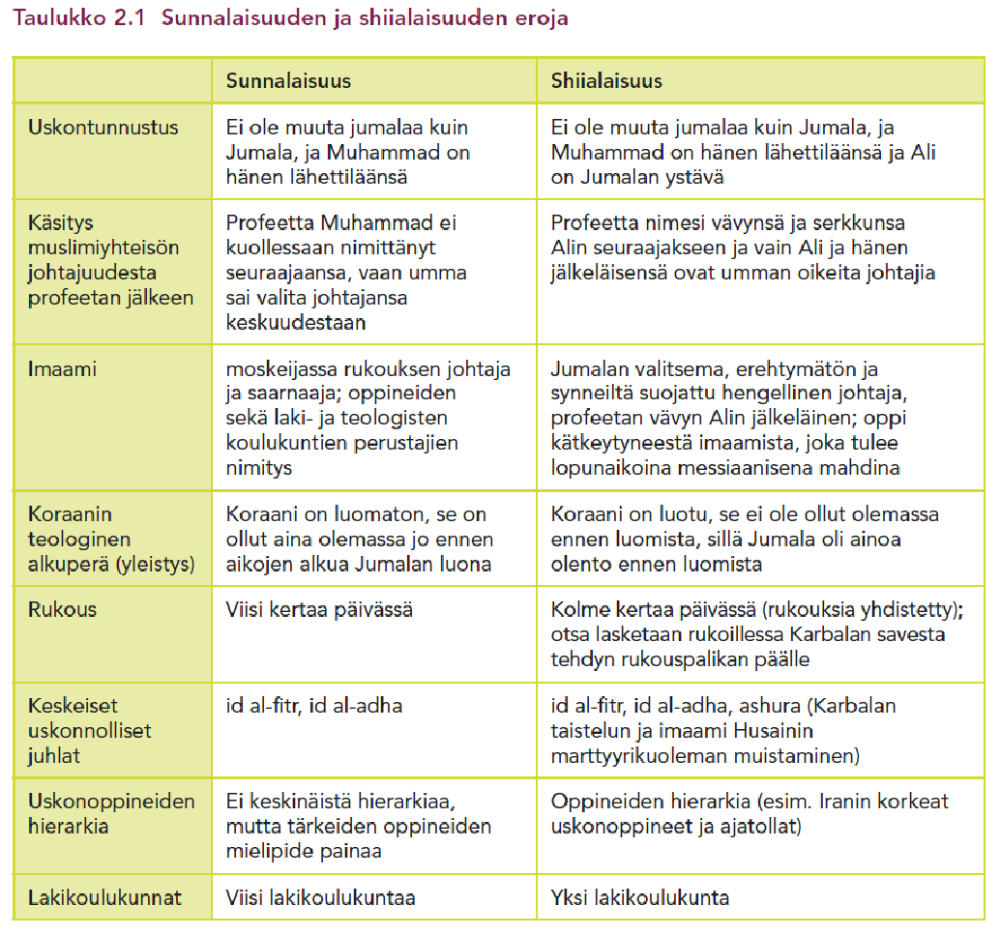 Taulukko 2.1 Sunnalaisuuden ja shiialaisuuden eroja
Sunnalaisuus
Shiialaisuus
Uskontunnustus
Ei ole muuta jumalaa kuin
Jumala, ja Muhammad on
hänen lähettiläänsä
Ei ole muuta jumalaa kuin Jumala, ja
Muhammad on hänen lähettiläänsä ja Ali
on Jumalan ystävä
Käsitys
muslimiyhteisön
johtajuudesta
profeetan jälkeen
Profeetta Muhammad ei
kuollessaan nimittänyt
seuraajaansa, vaan umma
sai valita johtajansa
keskuudestaan
Profeetta nimesi vävynsä ja serkkunsa
Alin seuraajakseen ja vain Ali ja hänen
jälkeläisensä ovat umman oikeita johtajia
Imaami
moskeijassa rukouksen johtaja
ja saarnaaja; oppineiden
sekä laki- ja teologisten
koulukuntien perustajien
nimitys
Jumalan valitsema, erehtymätön ja
synneiltä suojattu hengellinen johtaja,
profeetan vävyn Alin jälkeläinen; oppi
kätkeytyneestä imaamista, joka tulee
lopunaikoina messiaanisena mahdina
Koraanin
teologinen
alkuperä (yleistys)
Koraani on luomaton, se on
ollut aina olemassa jo ennen
aikojen alkua Jumalan luona
Koraani on luotu, se ei ole ollut olemassa
ennen luomista, sillä Jumala oli ainoa
olento ennen luomista
Rukous
Viisi kertaa päivässä
Kolme kertaa päivässä (rukouksia yhdistetty);
otsa lasketaan rukoillessa Karbalan savesta
tehdyn rukouspalikan päälle
Keskeiset
uskonnolliset
juhlat
id al-fitr, id al-adha
id al-fitr, id al-adha, ashura (Karbalan
taistelun ja imaami Husainin
marttyyrikuoleman muistaminen)
Uskonoppineiden
hierarkia
Ei keskinäistä hierarkiaa,
mutta tärkeiden oppineiden
mielipide painaa
Oppineiden hierarkia (esim. Iranin korkeat
uskonoppineet ja ajatollat)
Lakikoulukunnat
Viisi lakikoulukuntaa
Yksi lakikoulukunta